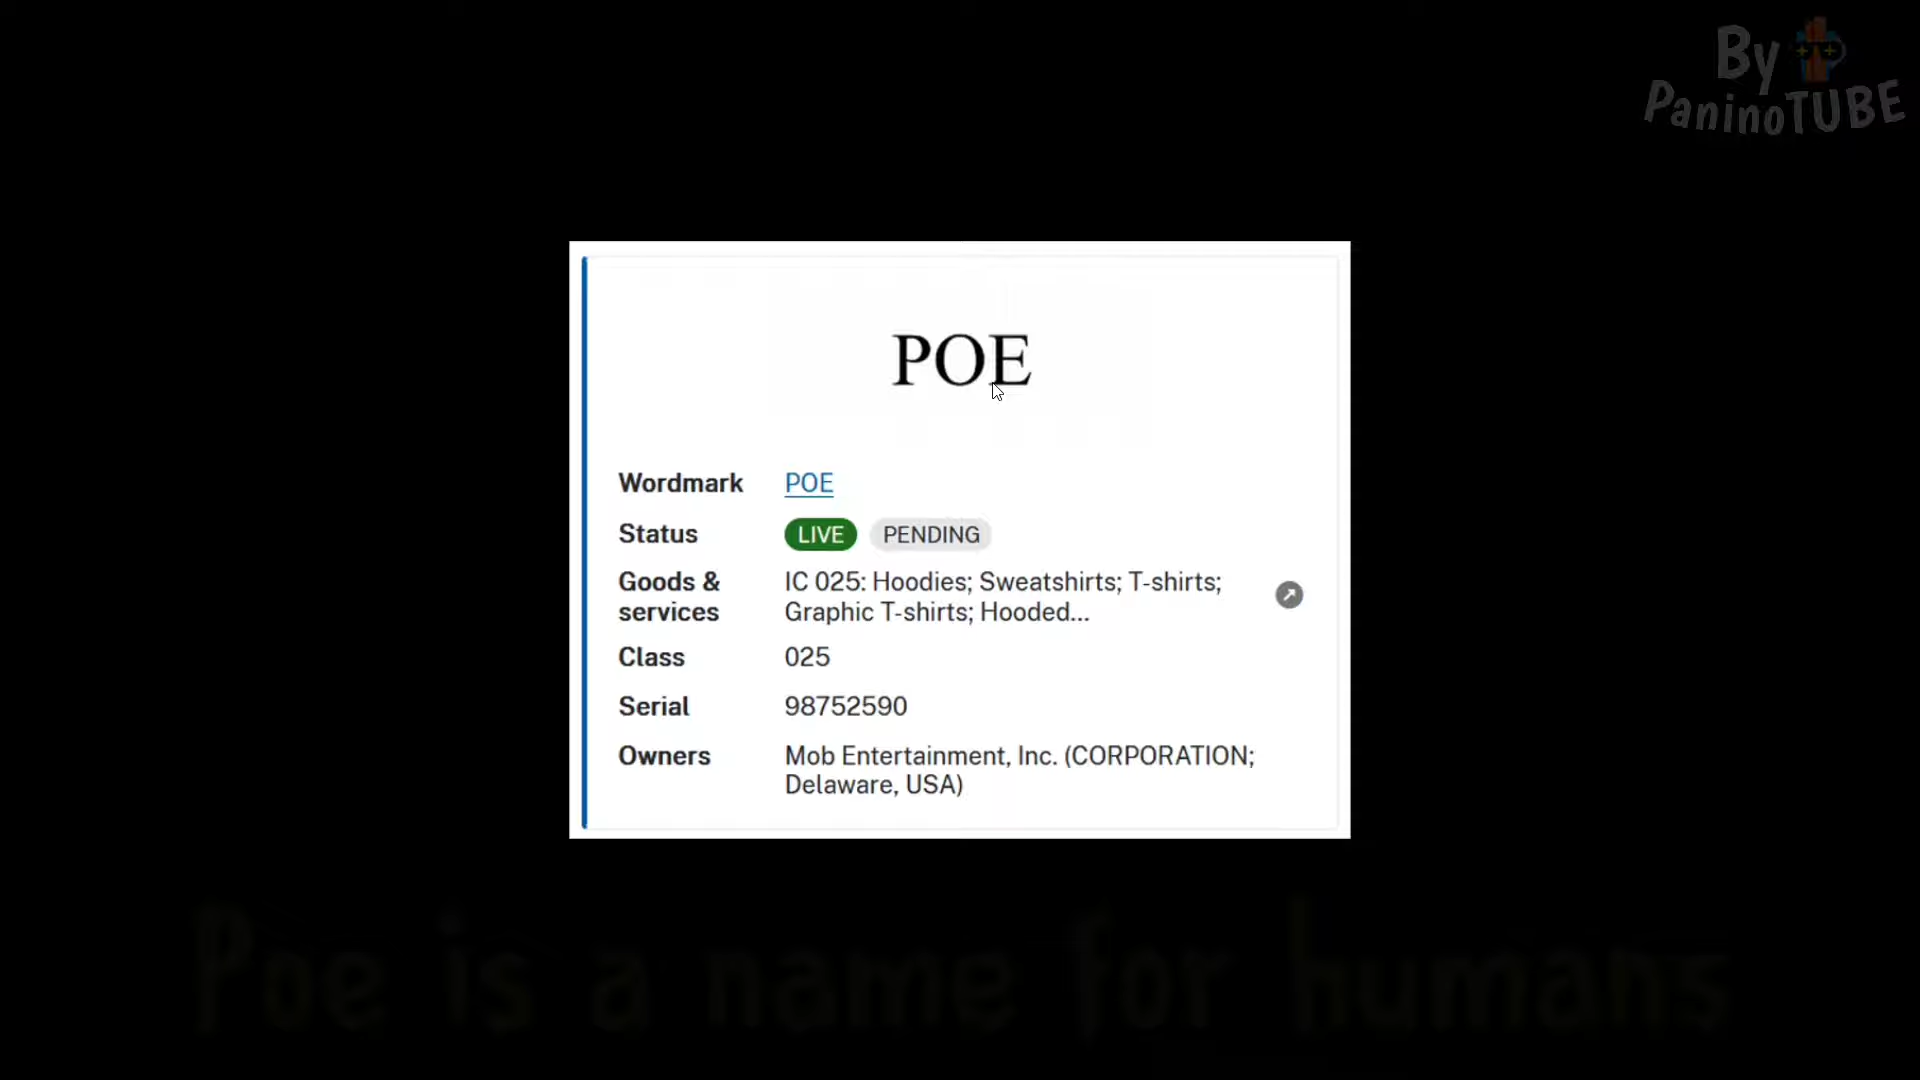 By
PaninoTUBE
POE
Wordmark POE
Status LIVE PENDING
Goods & services IC 025: Hoodies; Sweatshirts; T-shirts;
Graphic T-shirts; Hooded...
Class 025
Serial 98752590
Owners Mob Entertainment, Inc. (CORPORATION;
Delaware, USA)
Poe is a name for humans